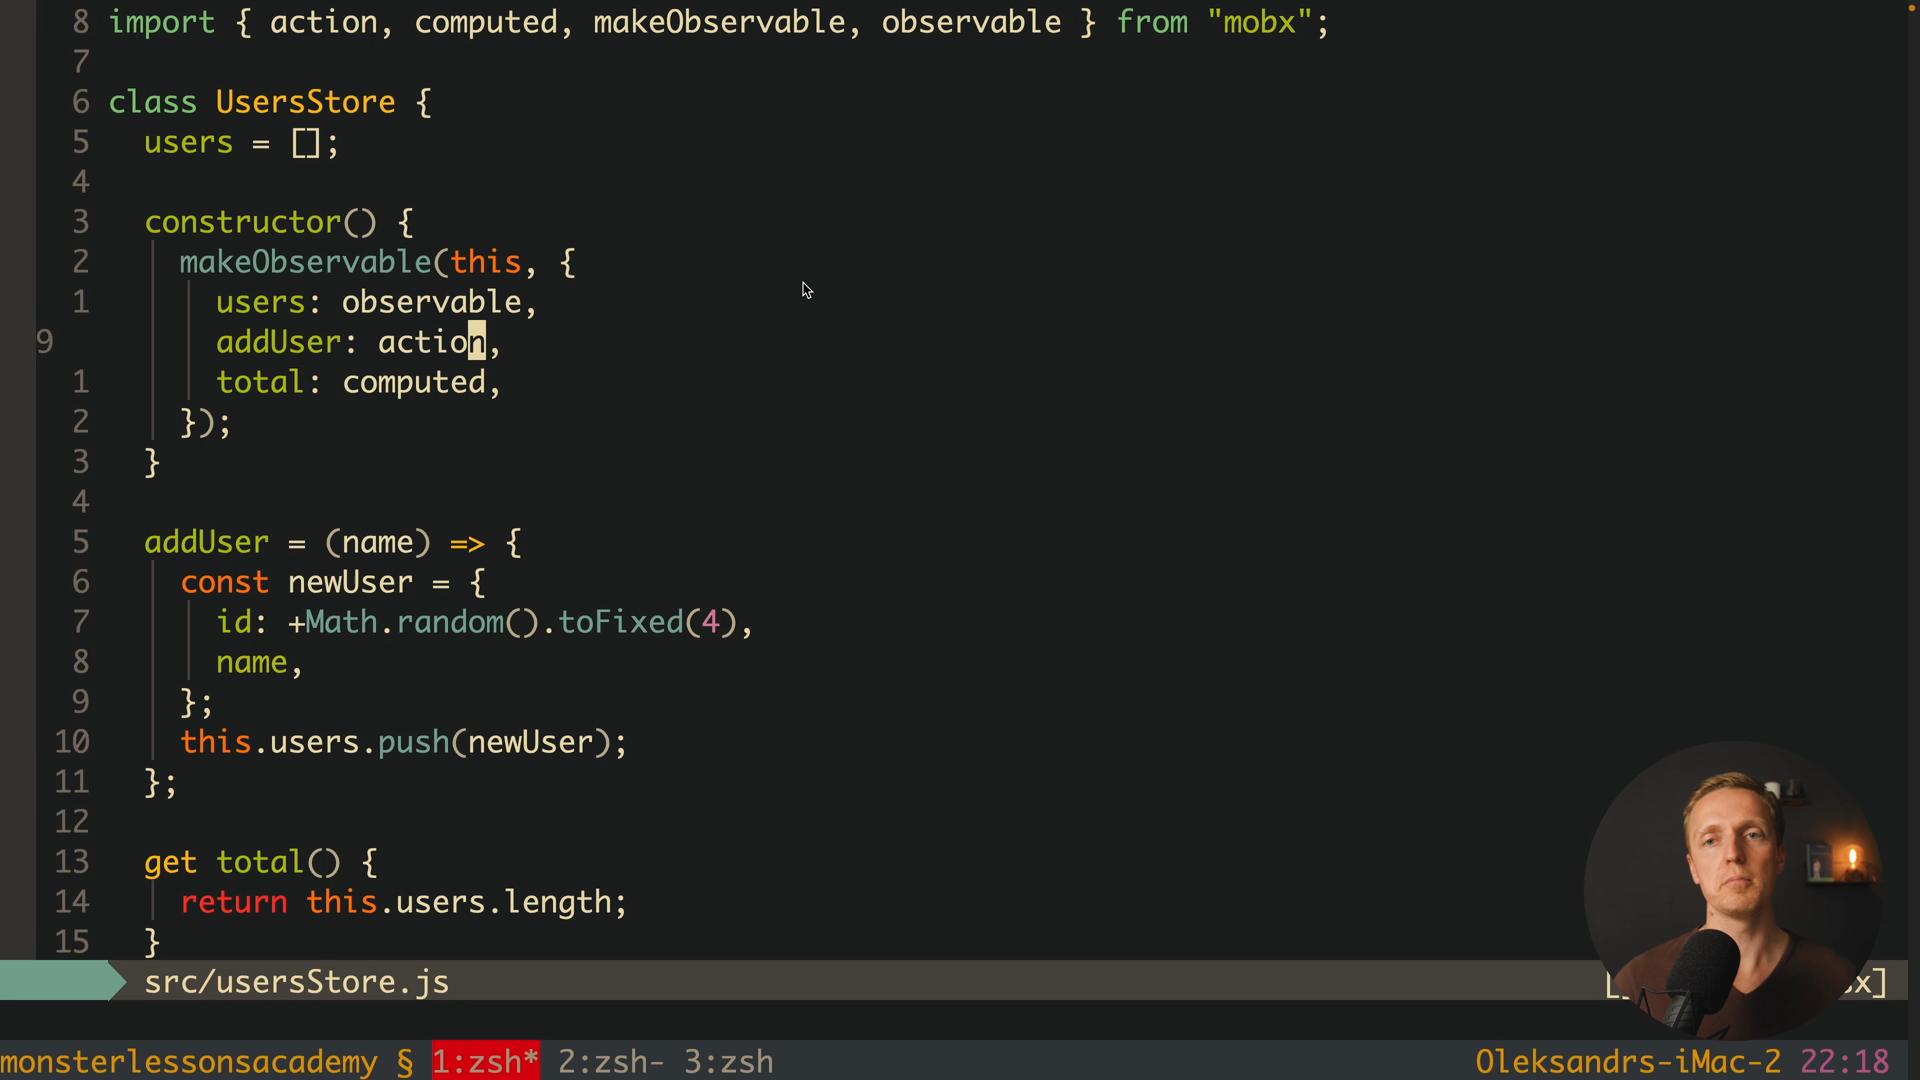 8 import { action, computed, makeObservable, observable } from "mobx";
7
6 class UsersStore {
5   users = [];
4
3   constructor() {
2     makeObservable(this, {
1       users: observable,
9       addUser: action,
1       total: computed,
2     });
3   }
4
5   addUser = (name) => {
6     const newUser = {
7       id: +Math.random().toFixed(4),
8       name,
9     };
10     this.users.push(newUser);
11   };
12
13   get total() {
14     return this.users.length;
15   }
src/usersStore.js
monsterlessonsacademy § 1:zsh* 2:zsh- 3:zsh Oleksandrs-iMac-2 22:18